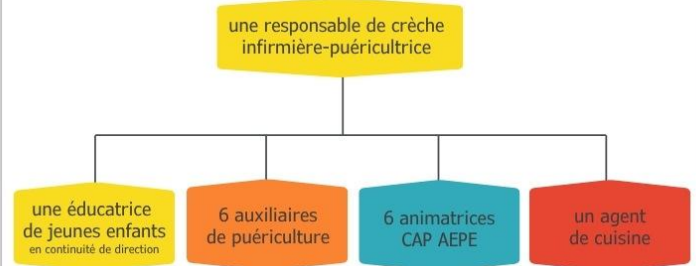 une responsable de crèche
infirmière-puéricultrice
une éducatrice
de jeunes enfants
en continuité de direction
6 auxiliaires
de puériculture
6 animatrices
CAP AEPE
un agent
de cuisine